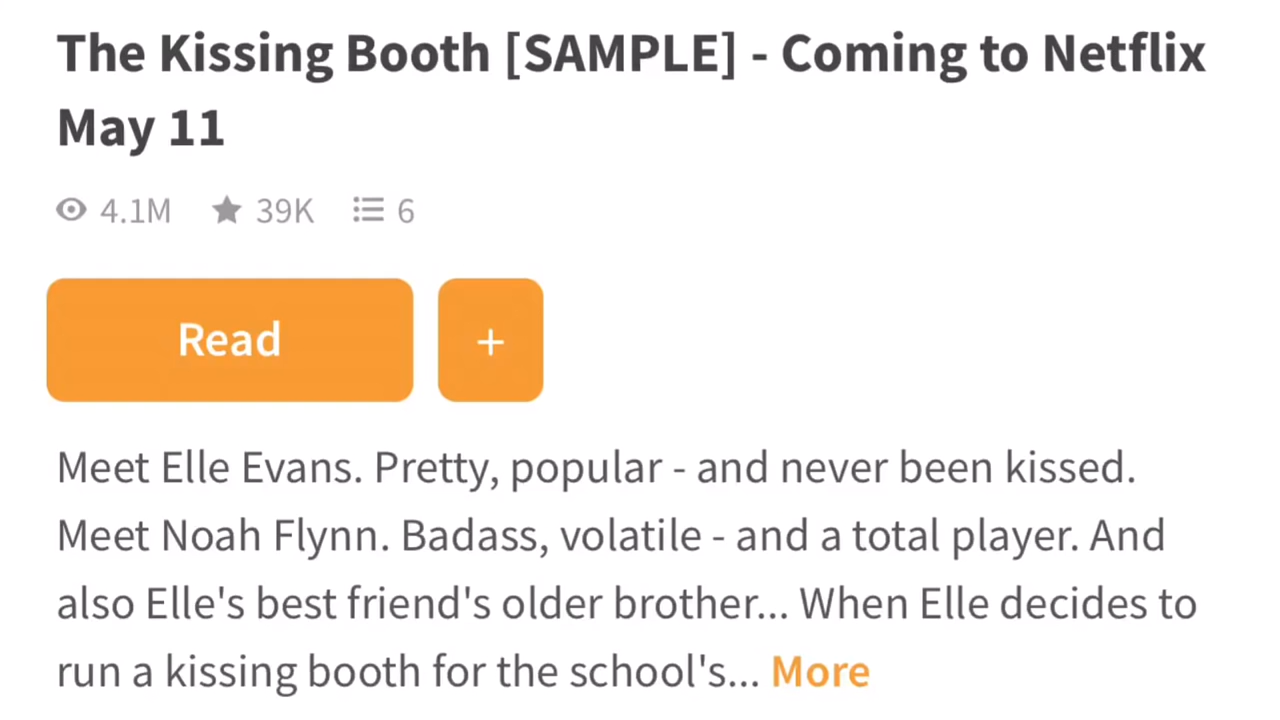 The Kissing Booth [SAMPLE] - Coming to Netflix
May 11
4.1M 39K 6
Read +
Meet Elle Evans. Pretty, popular - and never been kissed.
Meet Noah Flynn. Badass, volatile - and a total player. And
also Elle's best friend's older brother... When Elle decides to
run a kissing booth for the school's... More